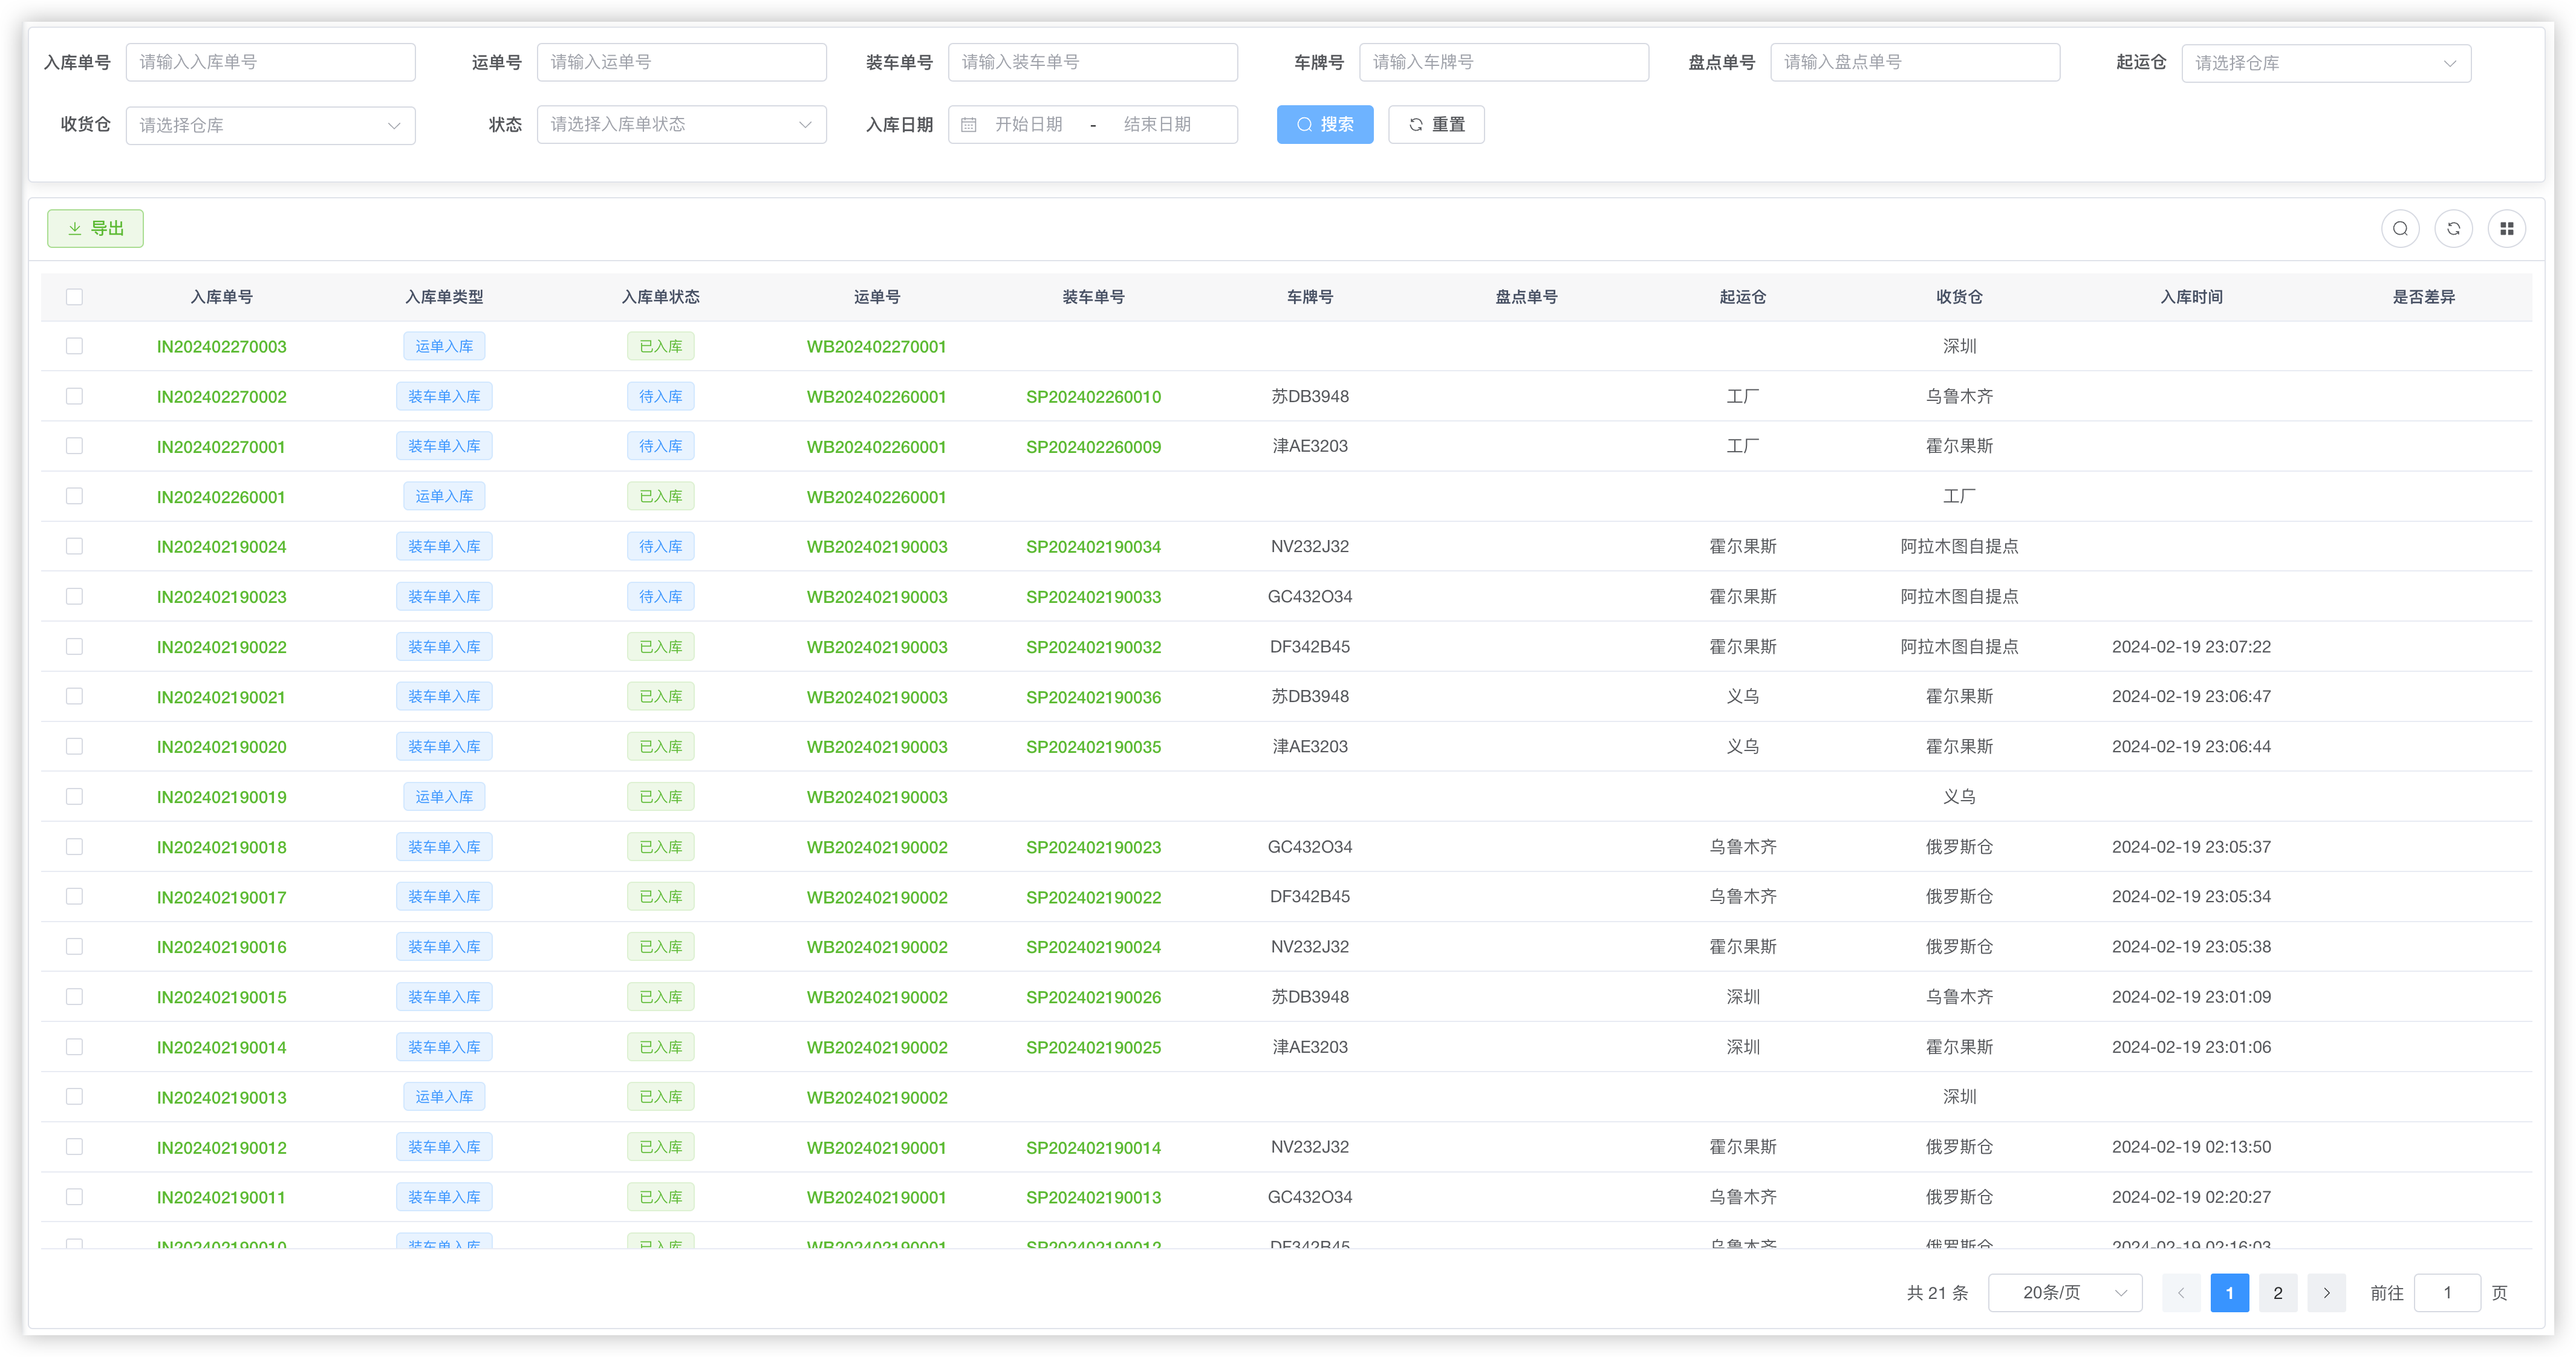 入库单号 请输入入库单号 运单号 请输入运单号 装车单号 请输入装车单号 车牌号 请输入车牌号 盘点单号 请输入盘点单号 起运仓 请选择仓库
收货仓 请选择仓库 状态 请选择入库单状态 入库日期 开始日期 - 结束日期 搜索 重置
导出
入库单号 入库单类型 入库单状态 运单号 装车单号 车牌号 盘点单号 起运仓 收货仓 入库时间 是否差异
IN202402270003 运单入库 已入库 WB202402270001 深圳
IN202402270002 装车单入库 待入库 WB202402260001 SP202402260010 苏DB3948 工厂 乌鲁木齐
IN202402270001 装车单入库 待入库 WB202402260001 SP202402260009 津AE3203 工厂 霍尔果斯
IN202402260001 运单入库 已入库 WB202402260001 工厂
IN202402190024 装车单入库 待入库 WB202402190003 SP202402190034 NV232J32 霍尔果斯 阿拉木图自提点
IN202402190023 装车单入库 待入库 WB202402190003 SP202402190033 GC432O34 霍尔果斯 阿拉木图自提点
IN202402190022 装车单入库 已入库 WB202402190003 SP202402190032 DF342B45 霍尔果斯 阿拉木图自提点 2024-02-19 23:07:22
IN202402190021 装车单入库 已入库 WB202402190003 SP202402190036 苏DB3948 义乌 霍尔果斯 2024-02-19 23:06:47
IN202402190020 装车单入库 已入库 WB202402190003 SP202402190035 津AE3203 义乌 霍尔果斯 2024-02-19 23:06:44
IN202402190019 运单入库 已入库 WB202402190003 义乌
IN202402190018 装车单入库 已入库 WB202402190002 SP202402190023 GC432O34 乌鲁木齐 俄罗斯仓 2024-02-19 23:05:37
IN202402190017 装车单入库 已入库 WB202402190002 SP202402190022 DF342B45 乌鲁木齐 俄罗斯仓 2024-02-19 23:05:34
IN202402190016 装车单入库 已入库 WB202402190002 SP202402190024 NV232J32 霍尔果斯 俄罗斯仓 2024-02-19 23:05:38
IN202402190015 装车单入库 已入库 WB202402190002 SP202402190026 苏DB3948 深圳 乌鲁木齐 2024-02-19 23:01:09
IN202402190014 装车单入库 已入库 WB202402190002 SP202402190025 津AE3203 深圳 霍尔果斯 2024-02-19 23:01:06
IN202402190013 运单入库 已入库 WB202402190002 深圳
IN202402190012 装车单入库 已入库 WB202402190001 SP202402190014 NV232J32 霍尔果斯 俄罗斯仓 2024-02-19 02:13:50
IN202402190011 装车单入库 已入库 WB202402190001 SP202402190013 GC432O34 乌鲁木齐 俄罗斯仓 2024-02-19 02:20:27
IN202402190010 装车单入库 已入库 WB202402190001 SP202402190012 DF342B45 乌鲁木齐 俄罗斯仓 2024-02-19 02:16:03
共 21 条 20条/页 1 2 前往 1 页